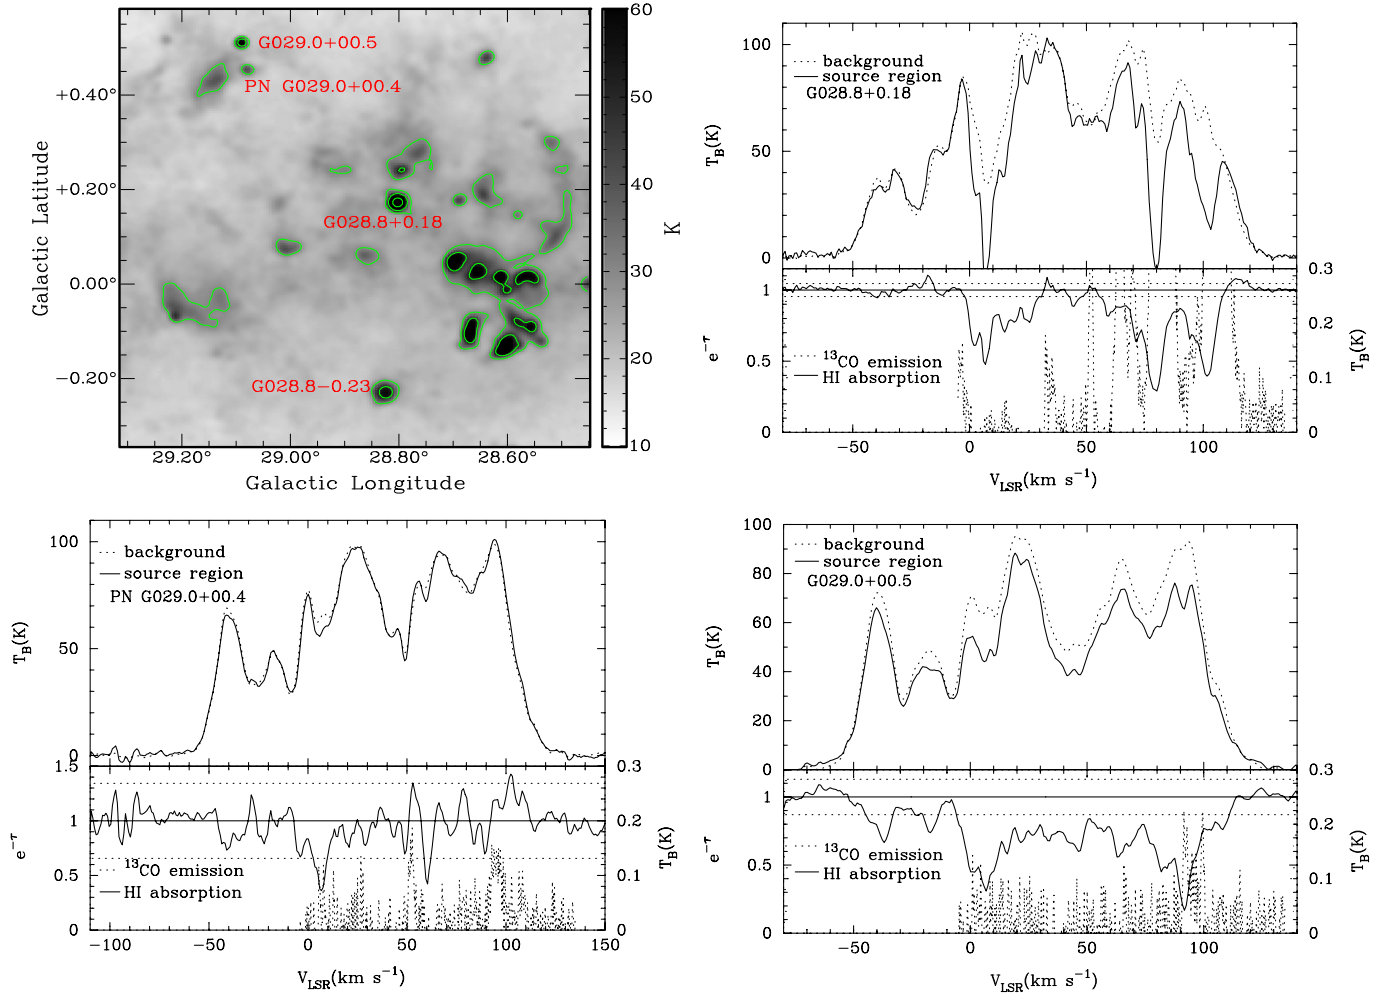 G029.0+00.5
PN G029.0+00.4
G028.8+0.18
G028.8−0.23
+0.40°
+0.20°
0.00°
−0.20°
Galactic Latitude
29.20° 29.00° 28.80° 28.60°
Galactic Longitude
60
50
40
30
20
10
K
100
50
0
T_B(K)
background
source region
G028.8+0.18
1
0.5
0
e^−τ
0.3
0.2
0.1
0
T_B(K)
13CO emission
HI absorption
−50 0 50 100
V_LSR(km s^−1)
100
50
0
T_B(K)
background
source region
PN G029.0+00.4
1.5
1
0.5
0
e^−τ
0.3
0.2
0.1
0
T_B(K)
13CO emission
HI absorption
−100 −50 0 50 100 150
V_LSR(km s^−1)
100
80
60
40
20
0
T_B(K)
background
source region
G029.0+00.5
1
0.5
0
e^−τ
0.3
0.2
0.1
0
T_B(K)
13CO emission
HI absorption
−50 0 50 100
V_LSR(km s^−1)